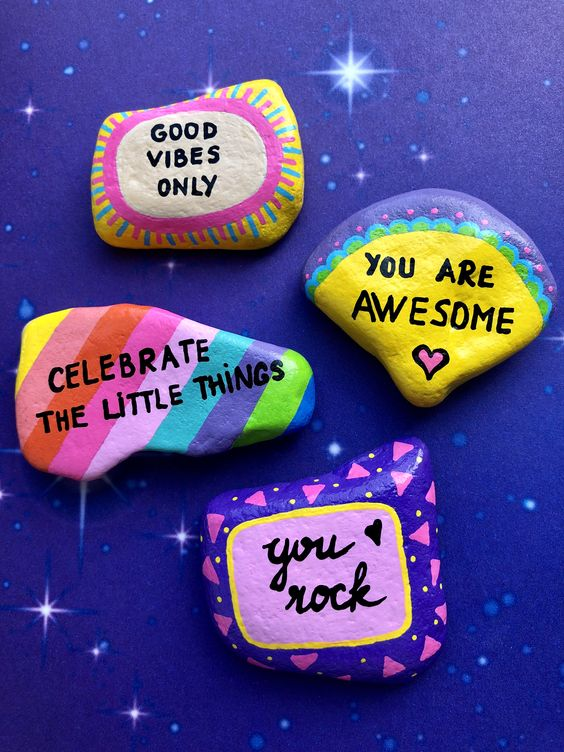 GOOD
VIBES
ONLY
YOU ARE
AWESOME
CELEBRATE
THE LiTTLE THiNGS
you
rock